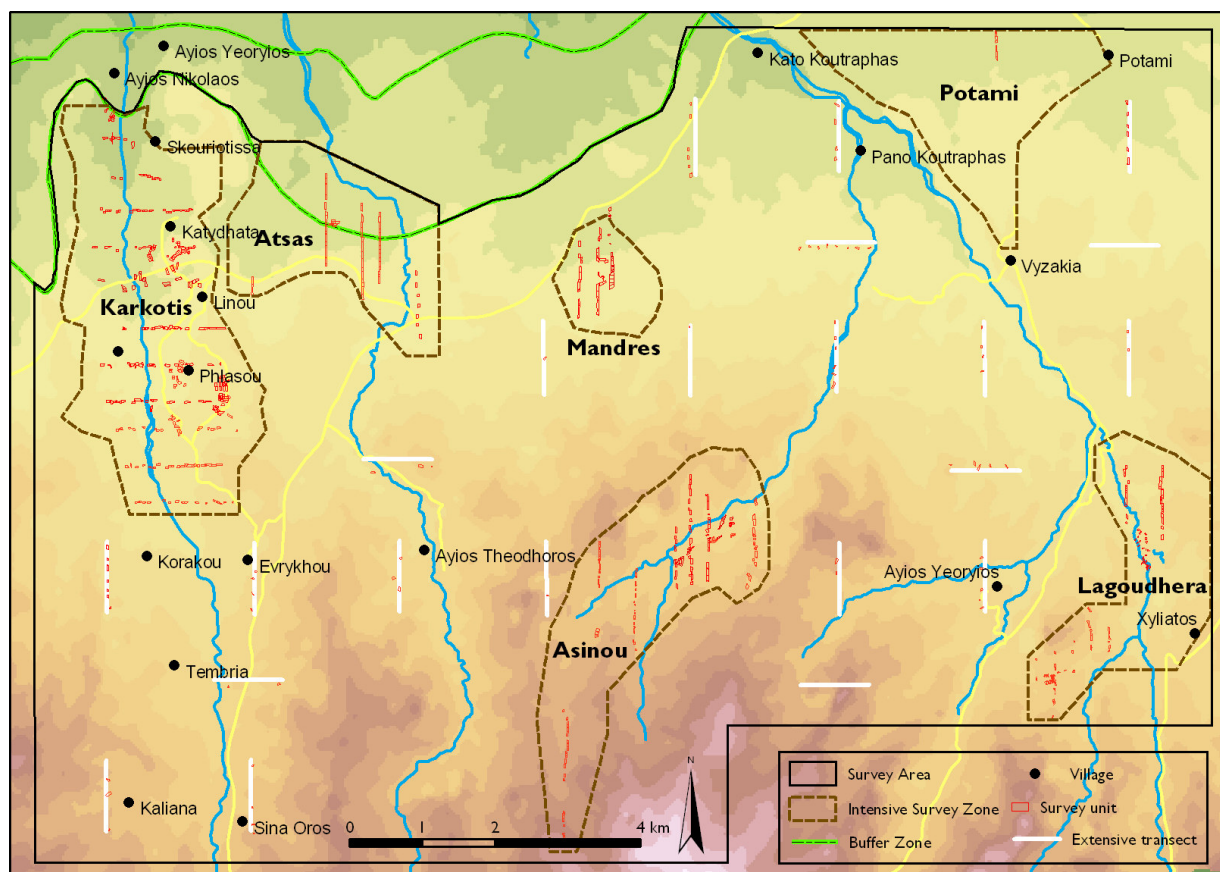 Ayios Yeoryios
Ayios Nikolaos
Kato Koutraphas
Potami
Potami
Skouriotissa
Pano Koutraphas
Katydhata
Atsas
Vyzakia
Karkotis
Linou
Mandres
Phlasou
Korakou
Evrykhou
Ayios Theodhoros
Ayios Yeoryios
Lagoudhera
Xyliatos
Asinou
Tembria
Kaliana
Sina Oros
0 1 2 4 km
N
Survey Area
Village
Intensive Survey Zone
Survey unit
Buffer Zone
Extensive transect